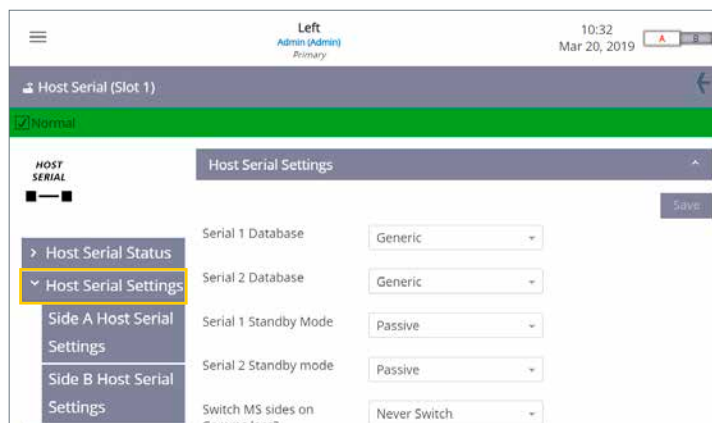 Left
Admin (Admin)
Primary
10:32
Mar 20, 2019
A
B
Host Serial (Slot 1)
Normal
HOST
SERIAL
Host Serial Settings
Save
> Host Serial Status
Host Serial Settings
Side A Host Serial
Settings
Side B Host Serial
Settings
Serial 1 Database
Generic
Serial 2 Database
Generic
Serial 1 Standby Mode
Passive
Serial 2 Standby mode
Passive
Switch MS sides on
Never Switch